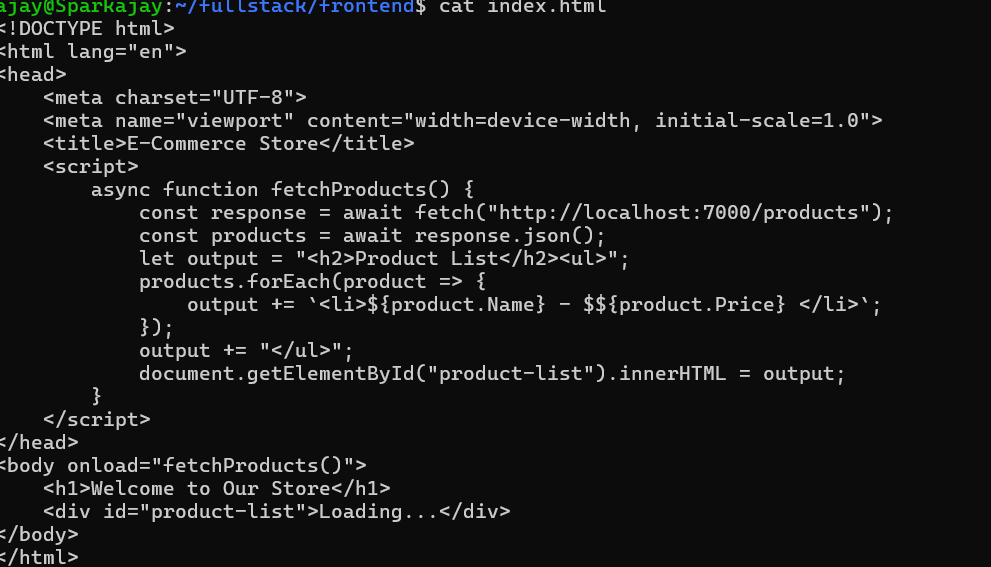 ajay@Sparkajay:~/fullstack/frontend$ cat index.html
<!DOCTYPE html>
<html lang="en">
<head>
    <meta charset="UTF-8">
    <meta name="viewport" content="width=device-width, initial-scale=1.0">
    <title>E-Commerce Store</title>
    <script>
        async function fetchProducts() {
            const response = await fetch("http://localhost:7000/products");
            const products = await response.json();
            let output = "<h2>Product List</h2><ul>";
            products.forEach(product => {
                output += `<li>${product.Name} - $${product.Price} </li>`;
            });
            output += "</ul>";
            document.getElementById("product-list").innerHTML = output;
        }
    </script>
</head>
<body onload="fetchProducts()">
    <h1>Welcome to Our Store</h1>
    <div id="product-list">Loading...</div>
</body>
</html>